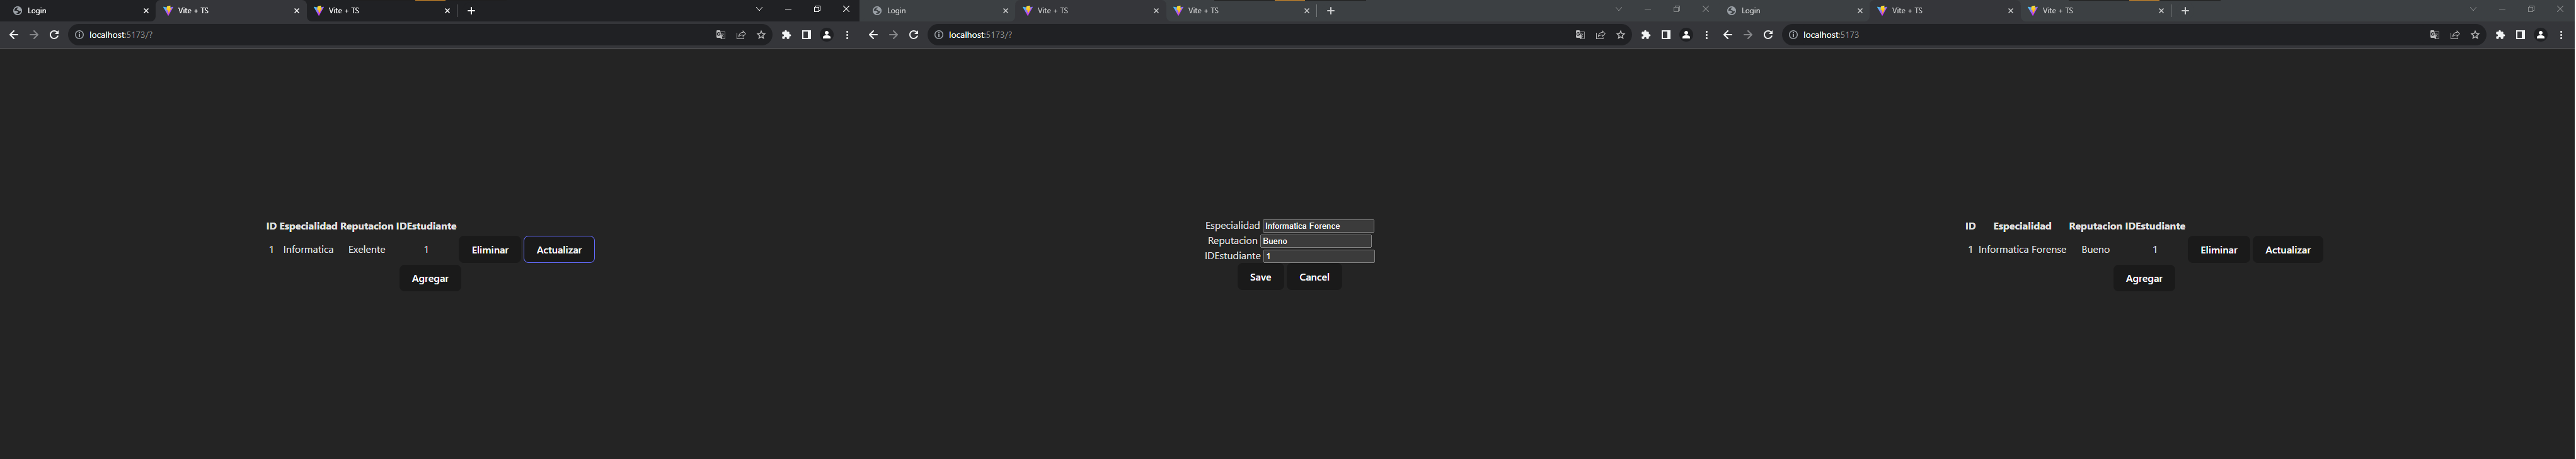 Login
Vite + TS
Vite + TS
localhost:5173/?
ID Especialidad Reputacion IDEstudiante
1 Informatica Exelente 1 Eliminar Actualizar
Agregar
Login
Vite + TS
Vite + TS
localhost:5173/?
Especialidad Informatica Forence
Reputacion Bueno
IDEstudiante 1
Save Cancel
Login
Vite + TS
Vite + TS
localhost:5173
ID Especialidad Reputacion IDEstudiante
1 Informatica Forense Bueno 1 Eliminar Actualizar
Agregar